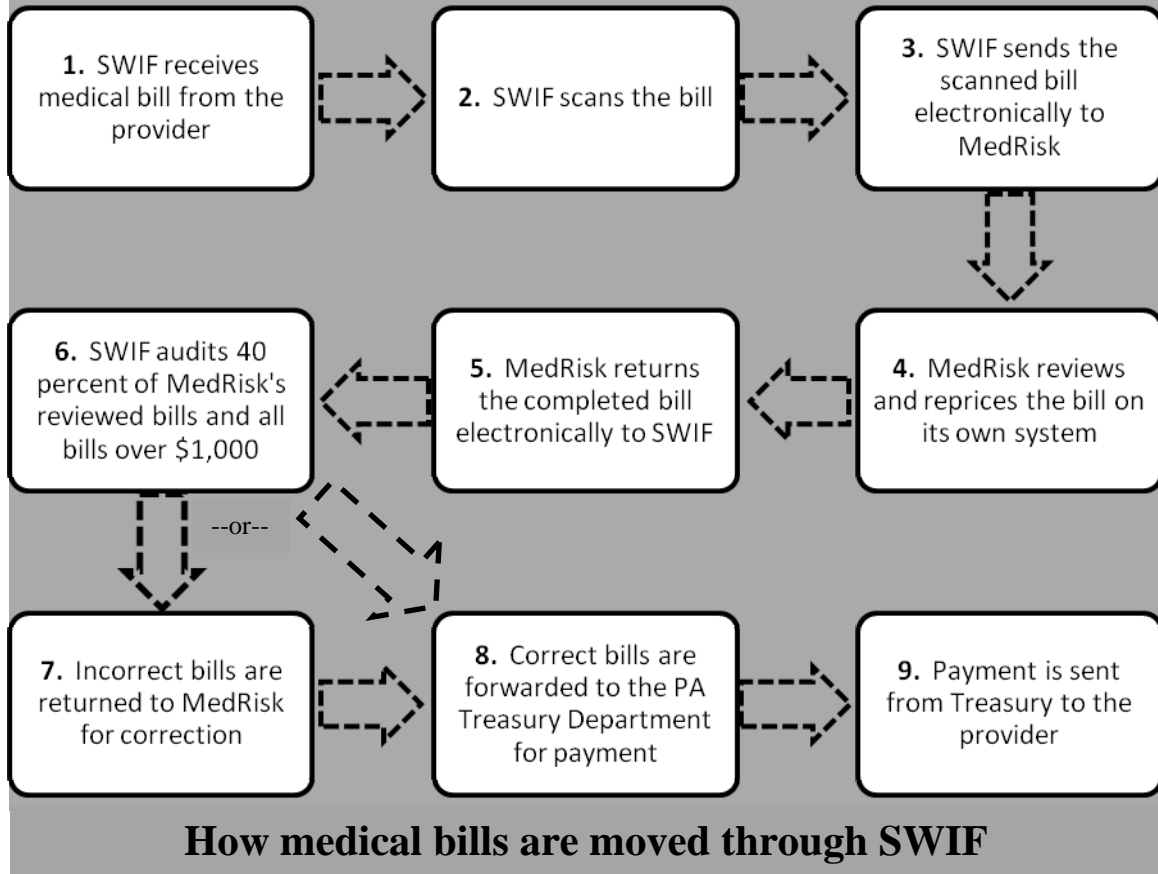 1. SWIF receives
medical bill from the
provider
2. SWIF scans the bill
3. SWIF sends the
scanned bill
electronically to
MedRisk
4. MedRisk reviews
and reprices the bill on
its own system
5. MedRisk returns
the completed bill
electronically to SWIF
6. SWIF audits 40
percent of MedRisk's
reviewed bills and all
bills over $1,000
--or--
7. Incorrect bills are
returned to MedRisk
for correction
8. Correct bills are
forwarded to the PA
Treasury Department
for payment
9. Payment is sent
from Treasury to the
provider
How medical bills are moved through SWIF